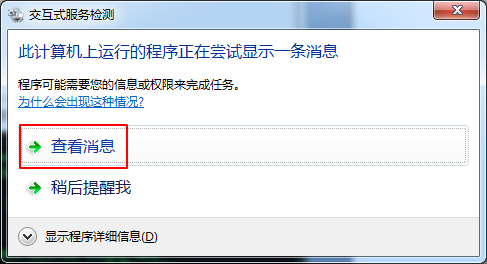 交互式服务检测
此计算机上运行的程序正在尝试显示一条消息
程序可能需要您的信息或权限来完成任务。
为什么会出现这种情况?
查看消息
稍后提醒我
显示程序详细信息(D)